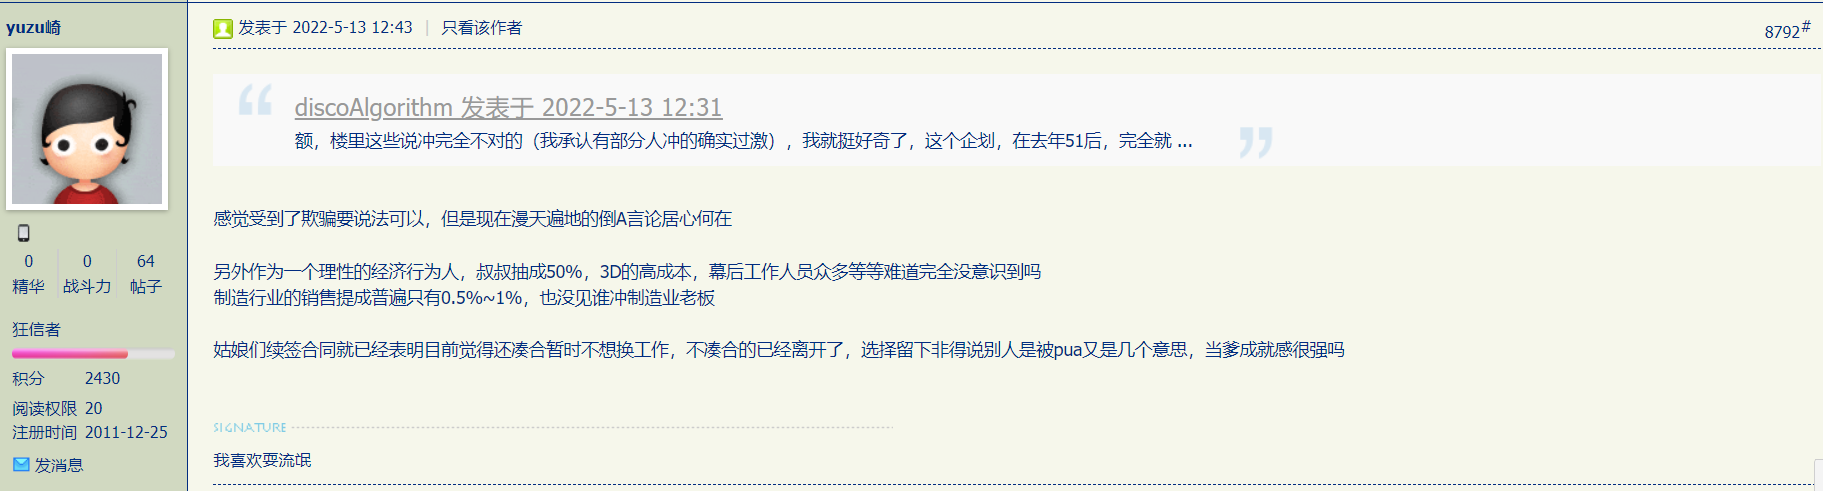 yuzu崎
发表于 2022-5-13 12:43 | 只看该作者
8792#
discoAlgorithm 发表于 2022-5-13 12:31
额，楼里这些说冲完全不对的（我承认有部分人冲的确实过激），我就挺好奇了，这个企划，在去年51后，完全就 ...
感觉受到了欺骗要说法可以，但是现在漫天遍地的倒A言论居心何在
另外作为一个理性的经济行为人，叔叔抽成50%，3D的高成本，幕后工作人员众多等等难道完全没意识到吗
制造行业的销售提成普遍只有0.5%~1%，也没见谁冲制造业老板
姑娘们续签合同就已经表明目前觉得还凑合暂时不想换工作，不凑合的已经离开了，选择留下非得说别人是被pua又是几个意思，当爹成就感很强吗
0 0 64
精华 战斗力 帖子
狂信者
积分 2430
阅读权限 20
注册时间 2011-12-25
发消息
SIGNATURE
我喜欢耍流氓